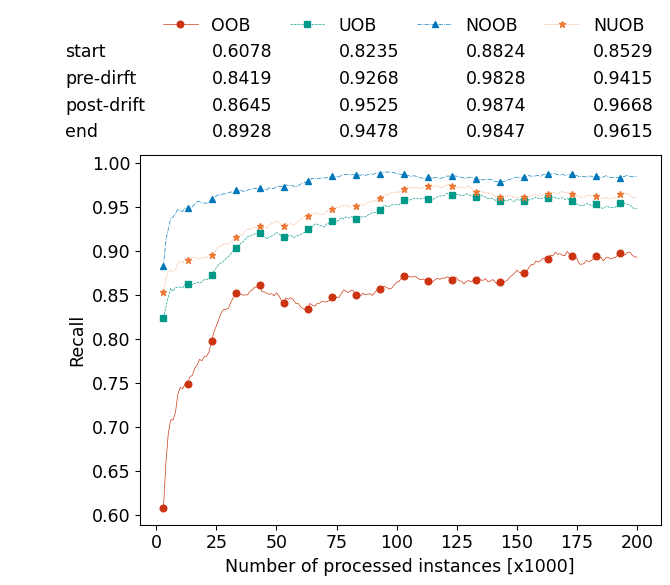 OOB UOB NOOB NUOB
start 0.6078 0.8235 0.8824 0.8529
pre-dirft 0.8419 0.9268 0.9828 0.9415
post-drift 0.8645 0.9525 0.9874 0.9668
end 0.8928 0.9478 0.9847 0.9615
1.00
0.95
0.90
0.85
0.80
0.75
0.70
0.65
0.60
Recall
0 25 50 75 100 125 150 175 200
Number of processed instances [x1000]